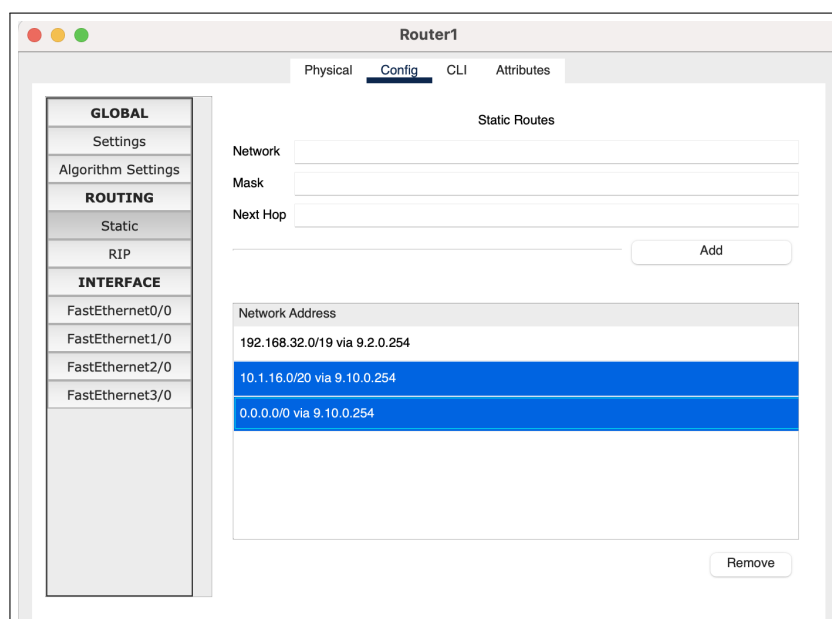 Router1
Physical Config CLI Attributes
GLOBAL
Settings
Algorithm Settings
ROUTING
Static
RIP
INTERFACE
FastEthernet0/0
FastEthernet1/0
FastEthernet2/0
FastEthernet3/0
Static Routes
Network
Mask
Next Hop
Add
Network Address
192.168.32.0/19 via 9.2.0.254
10.1.16.0/20 via 9.10.0.254
0.0.0.0/0 via 9.10.0.254
Remove